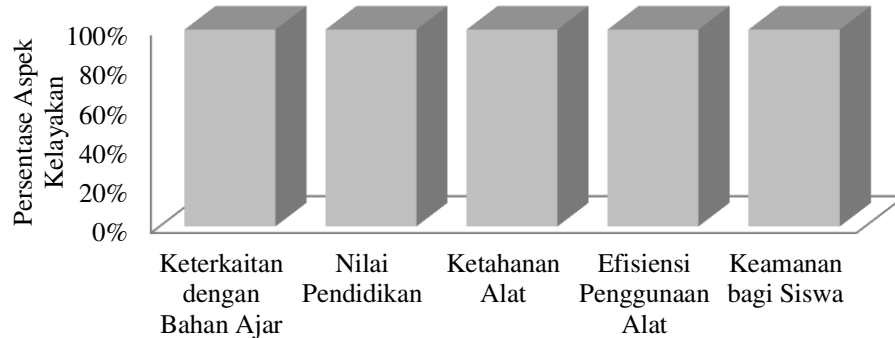 Persentase Aspek
Kelayakan
100%
80%
60%
40%
20%
0%
Keterkaitan
dengan
Bahan Ajar
Nilai
Pendidikan
Ketahanan
Alat
Efisiensi
Penggunaan
Alat
Keamanan
bagi Siswa